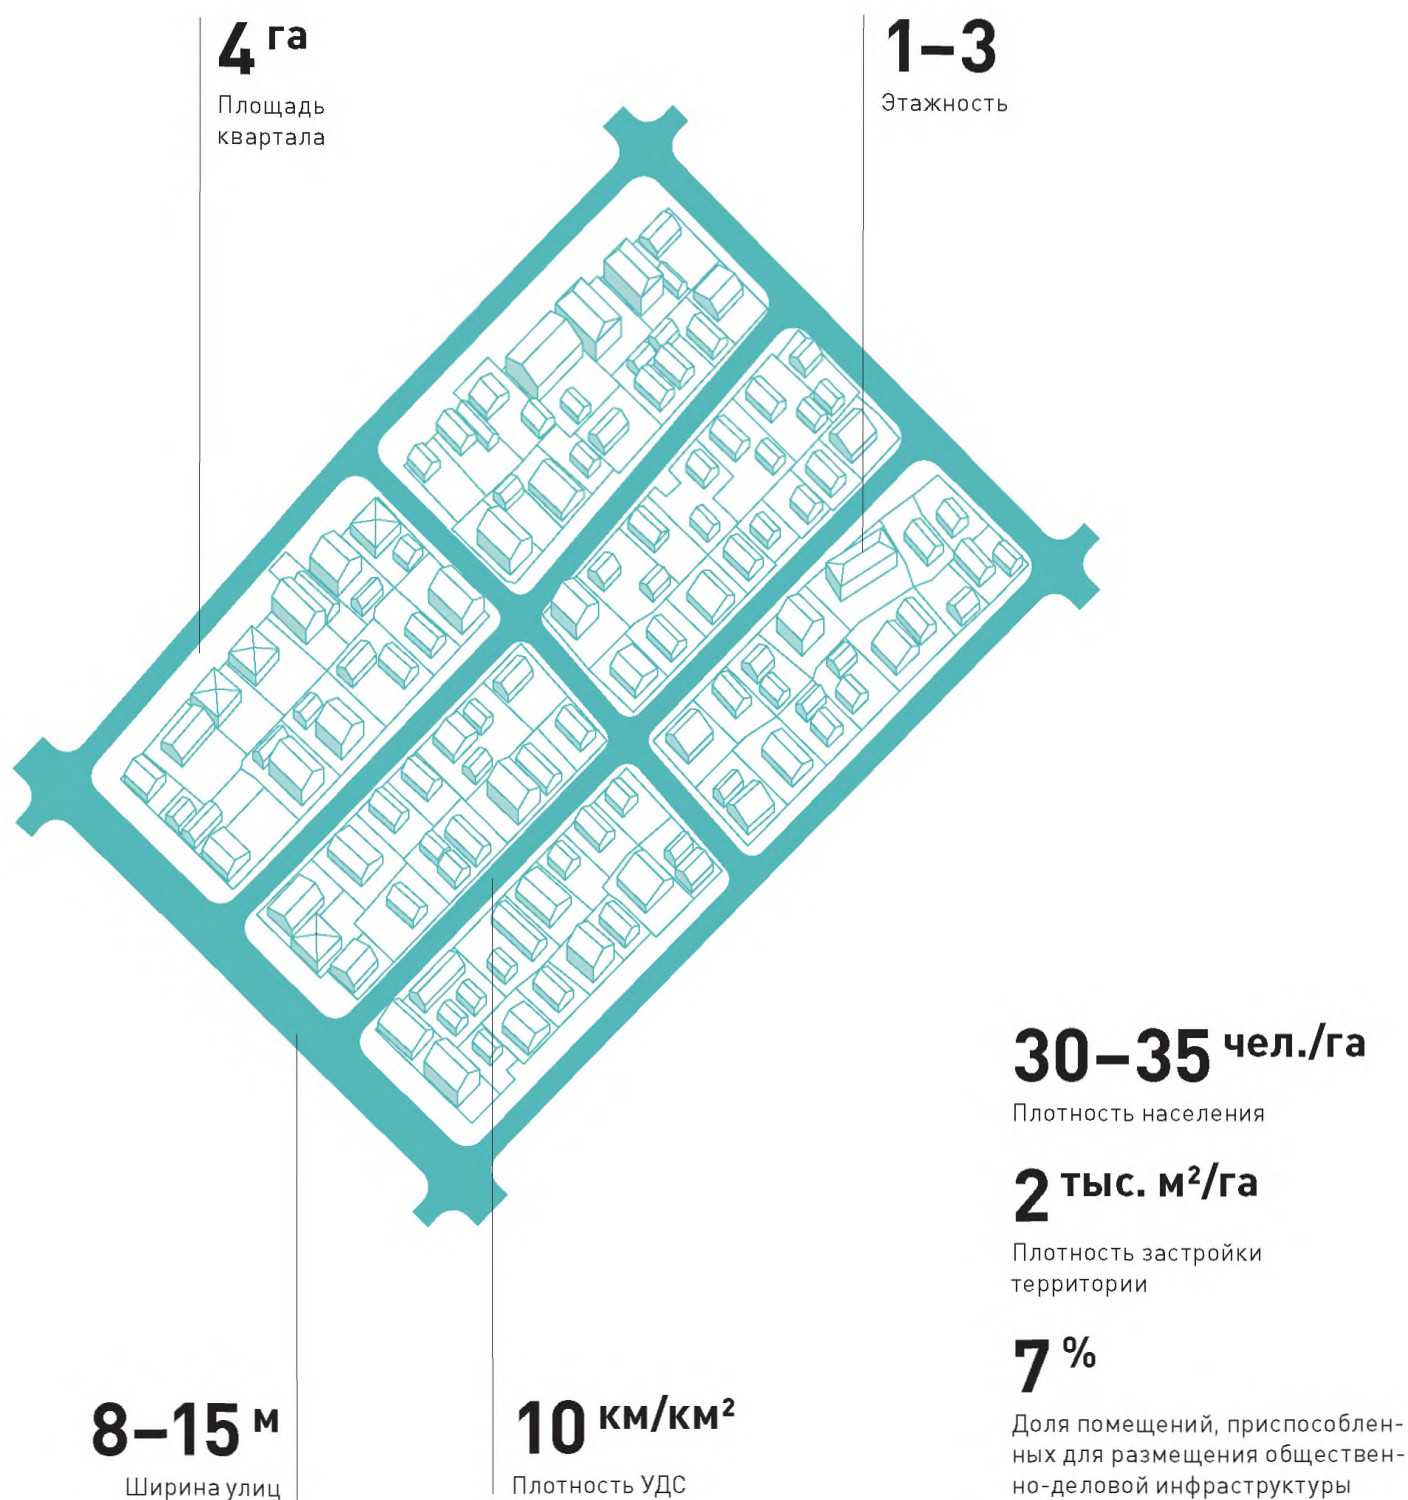 4 га
Площадь
квартала
1–3
Этажность
30–35 чел./га
Плотность населения
2 тыс. м²/га
Плотность застройки
территории
7 %
Доля помещений, приспособлен-
ных для размещения обществен-
но-деловой инфраструктуры
8–15 м
Ширина улиц
10 км/км²
Плотность УДС